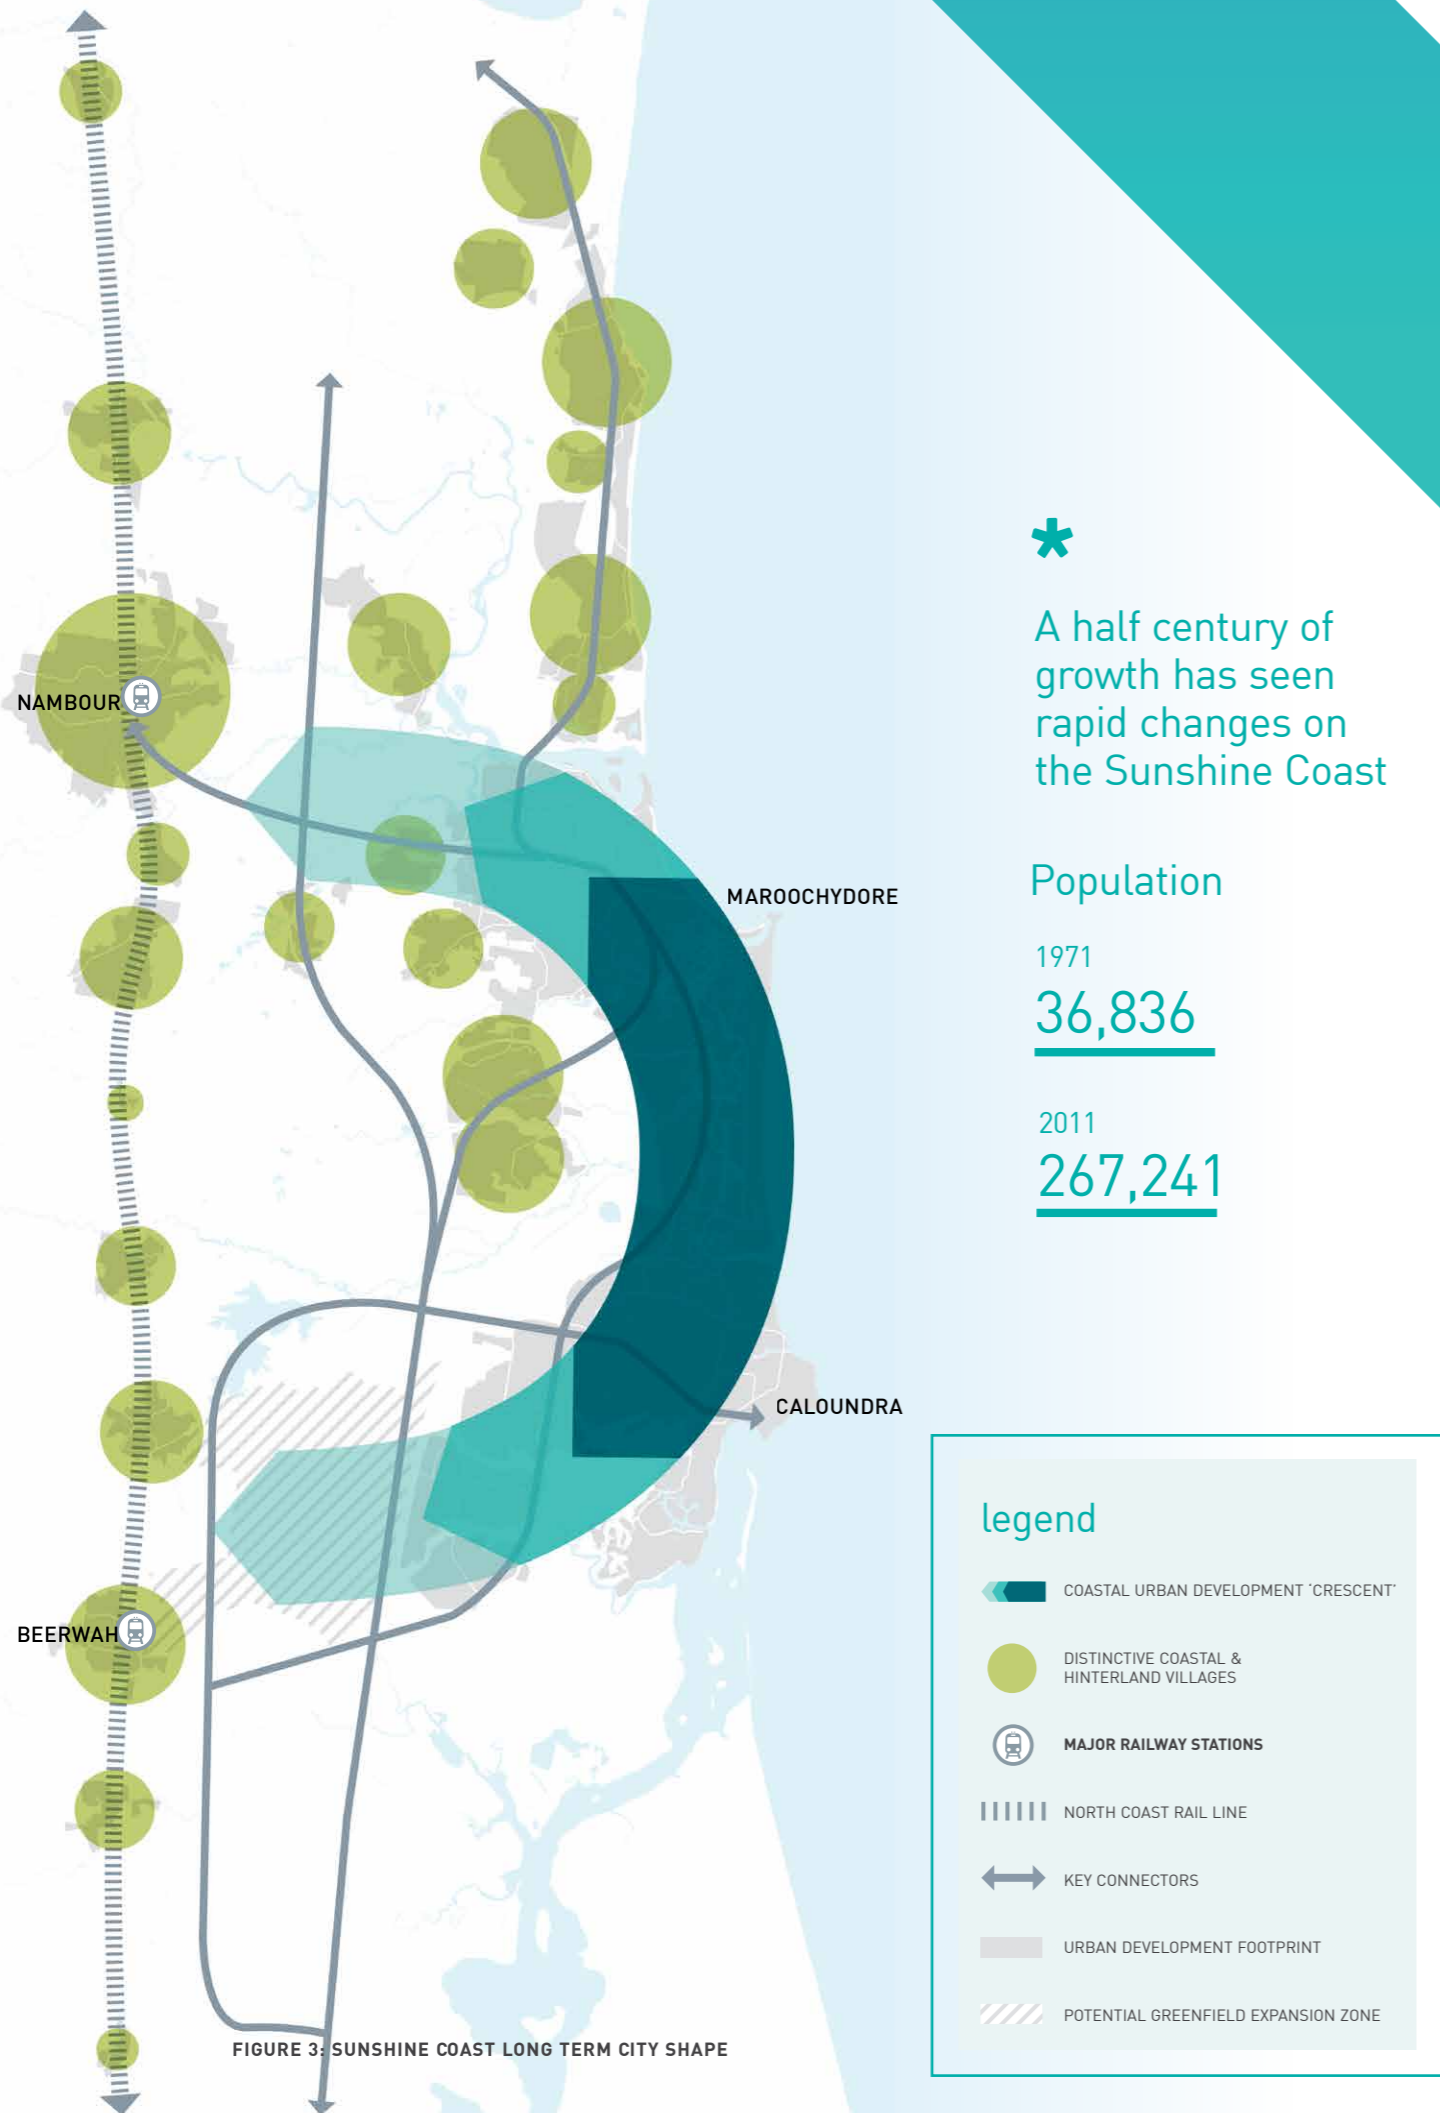 *
A half century of
growth has seen
rapid changes on
the Sunshine Coast
Population
1971
36,836
2011
267,241
NAMBOUR
MAROOCHYDORE
CALOUNDRA
BEERWAH
legend
COASTAL URBAN DEVELOPMENT ‘CRESCENT’
DISTINCTIVE COASTAL &
HINTERLAND VILLAGES
MAJOR RAILWAY STATIONS
NORTH COAST RAIL LINE
KEY CONNECTORS
URBAN DEVELOPMENT FOOTPRINT
POTENTIAL GREENFIELD EXPANSION ZONE
FIGURE 3: SUNSHINE COAST LONG TERM CITY SHAPE